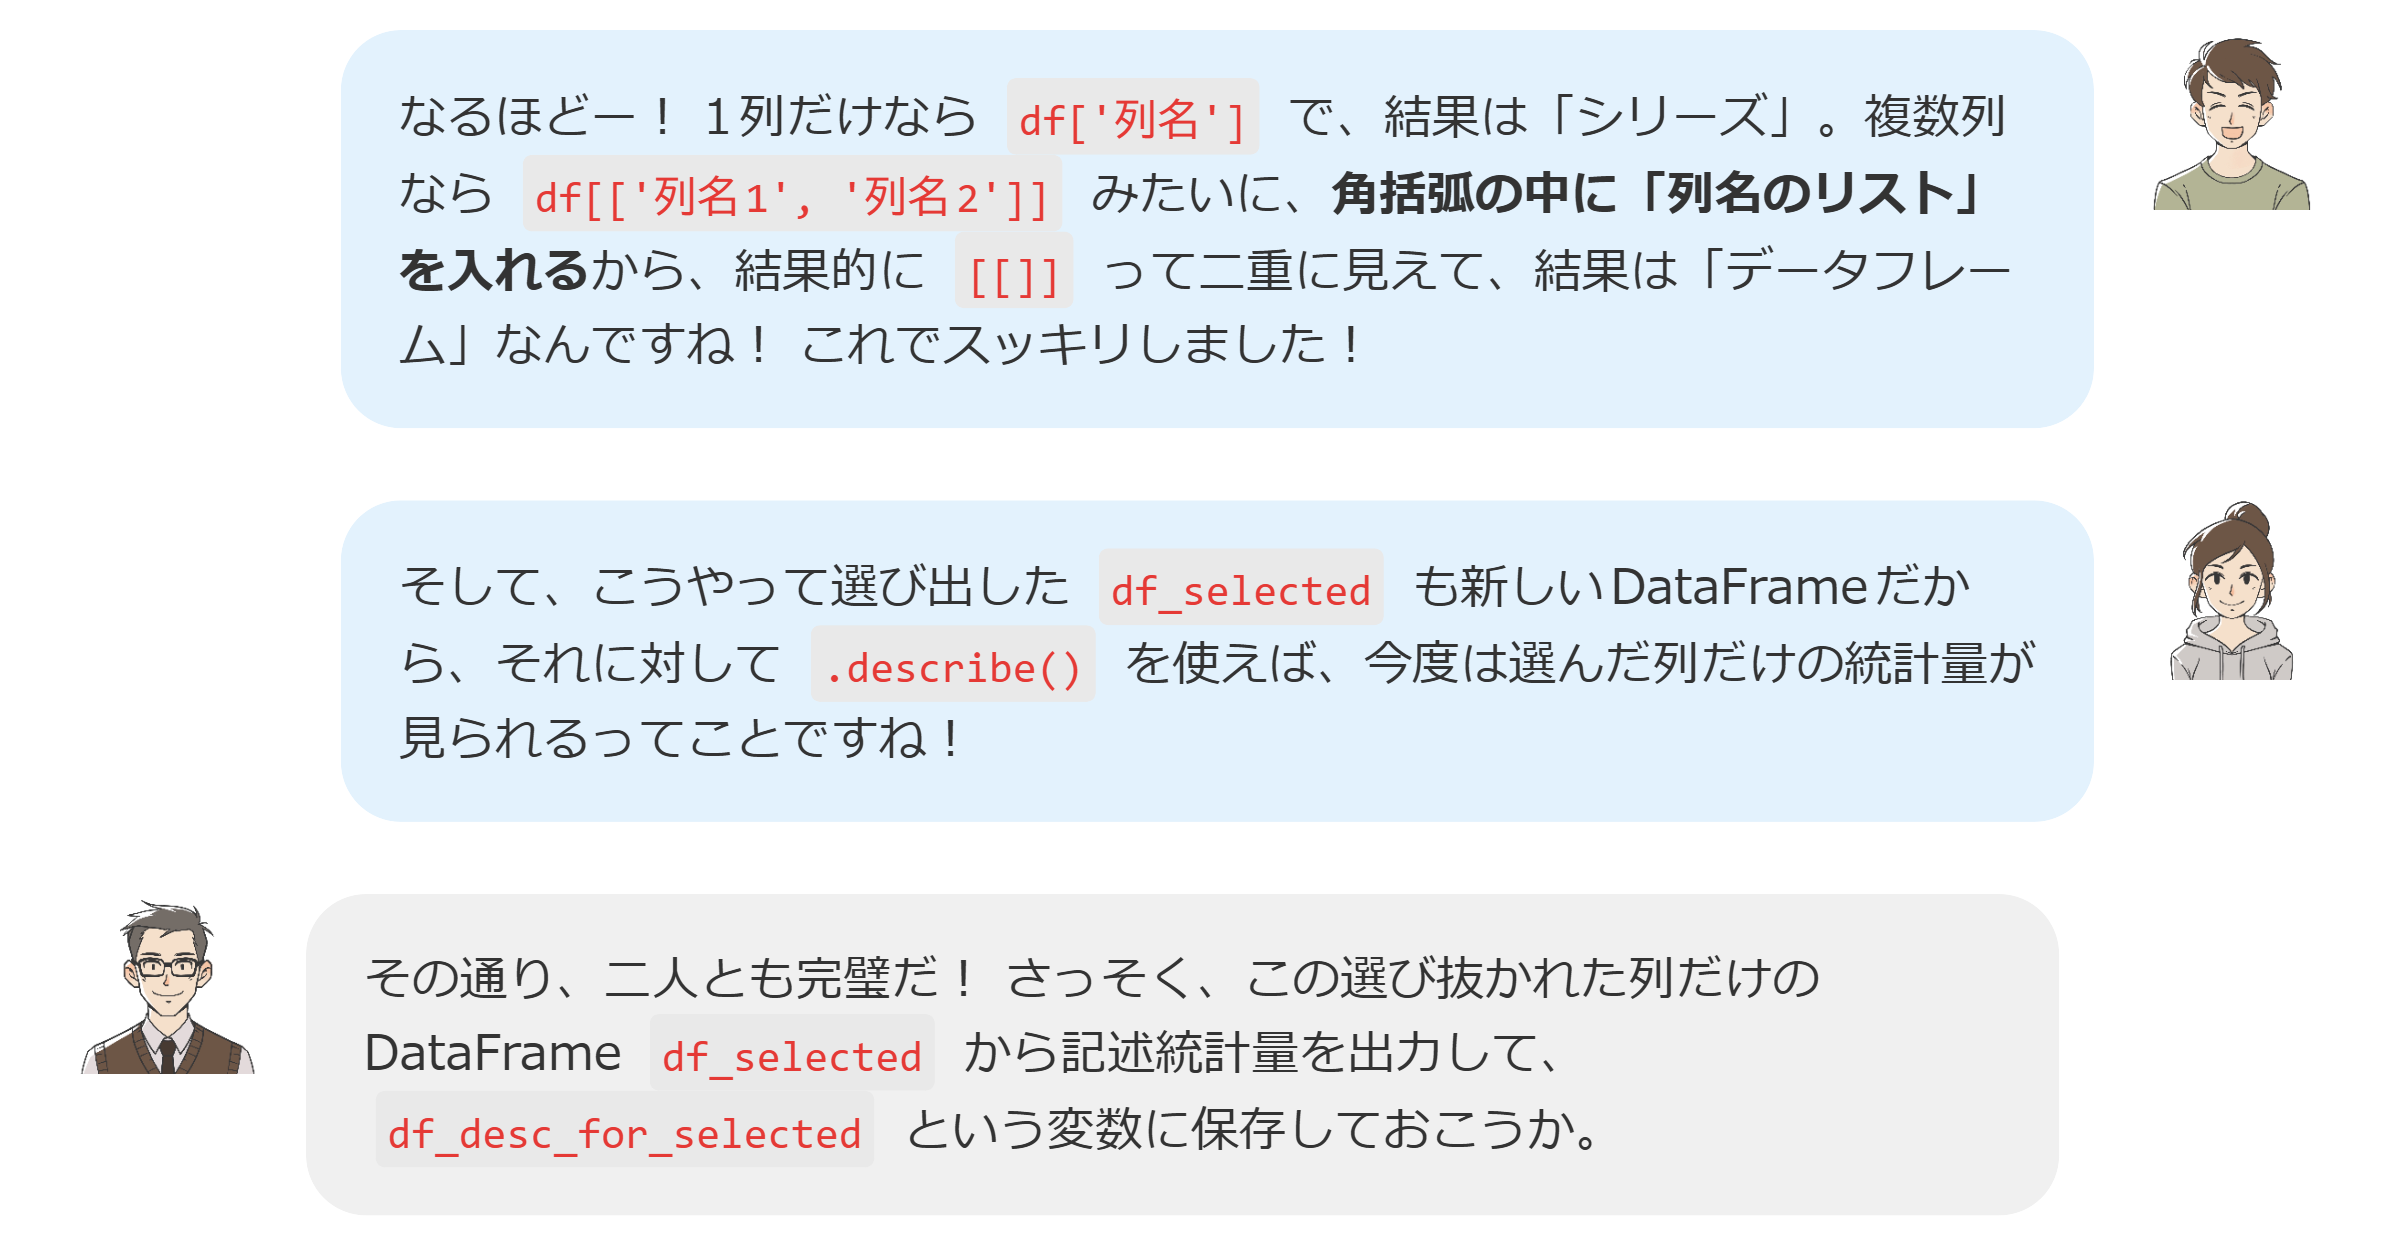 なるほどー！ 1列だけなら df['列名'] で、結果は「シリーズ」。複数列
なら df[['列名1', '列名2']] みたいに、角括弧の中に「列名のリスト」
を入れるから、結果的に [[]] って二重に見えて、結果は「データフレー
ム」なんですね！ これでスッキリしました！
そして、こうやって選び出した df_selected も新しいDataFrameだか
ら、それに対して .describe() を使えば、今度は選んだ列だけの統計量が
見られるってことですね！
その通り、二人とも完璧だ！ さっそく、この選び抜かれた列だけの
DataFrame df_selected から記述統計量を出力して、
df_desc_for_selected という変数に保存しておこうか。